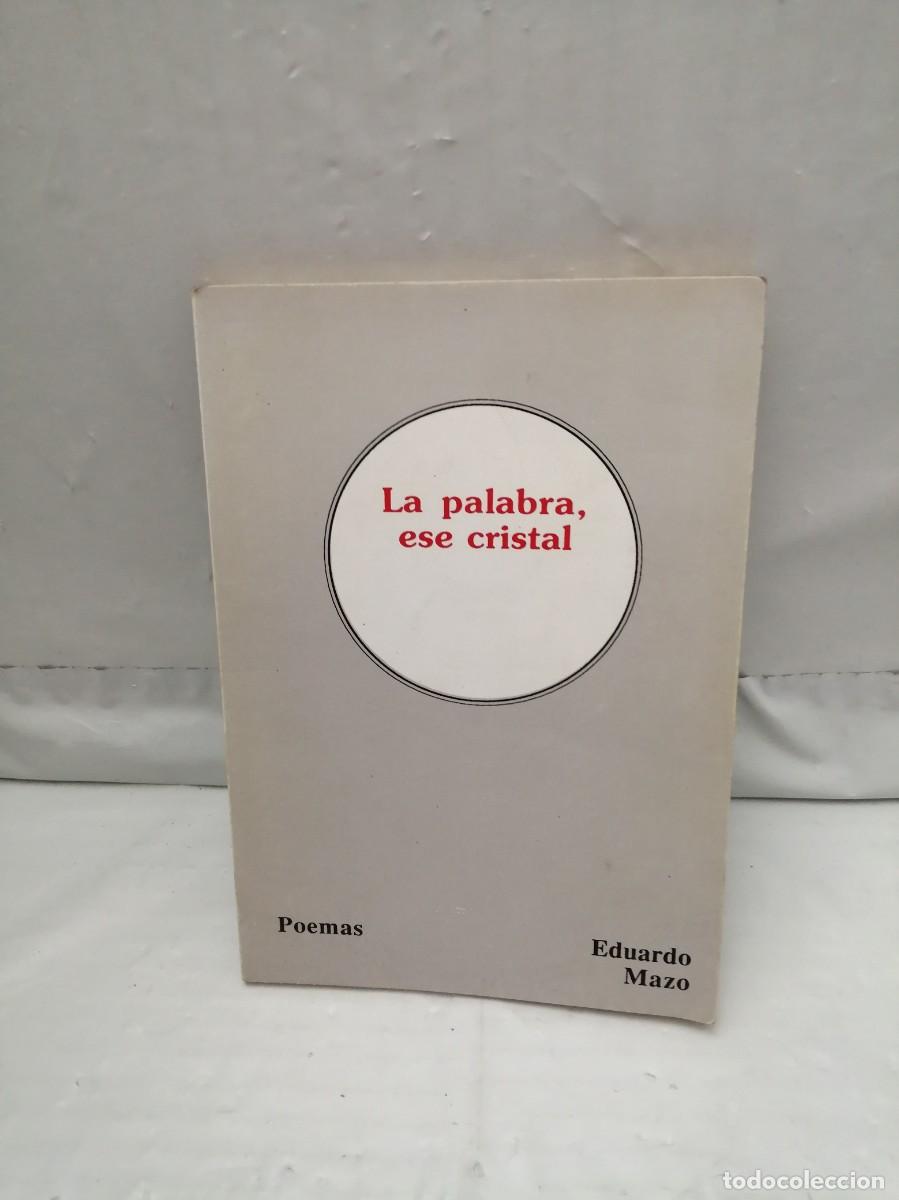 La palabra,
ese cristal
Poemas
Eduardo
Mazo
todocoleccion